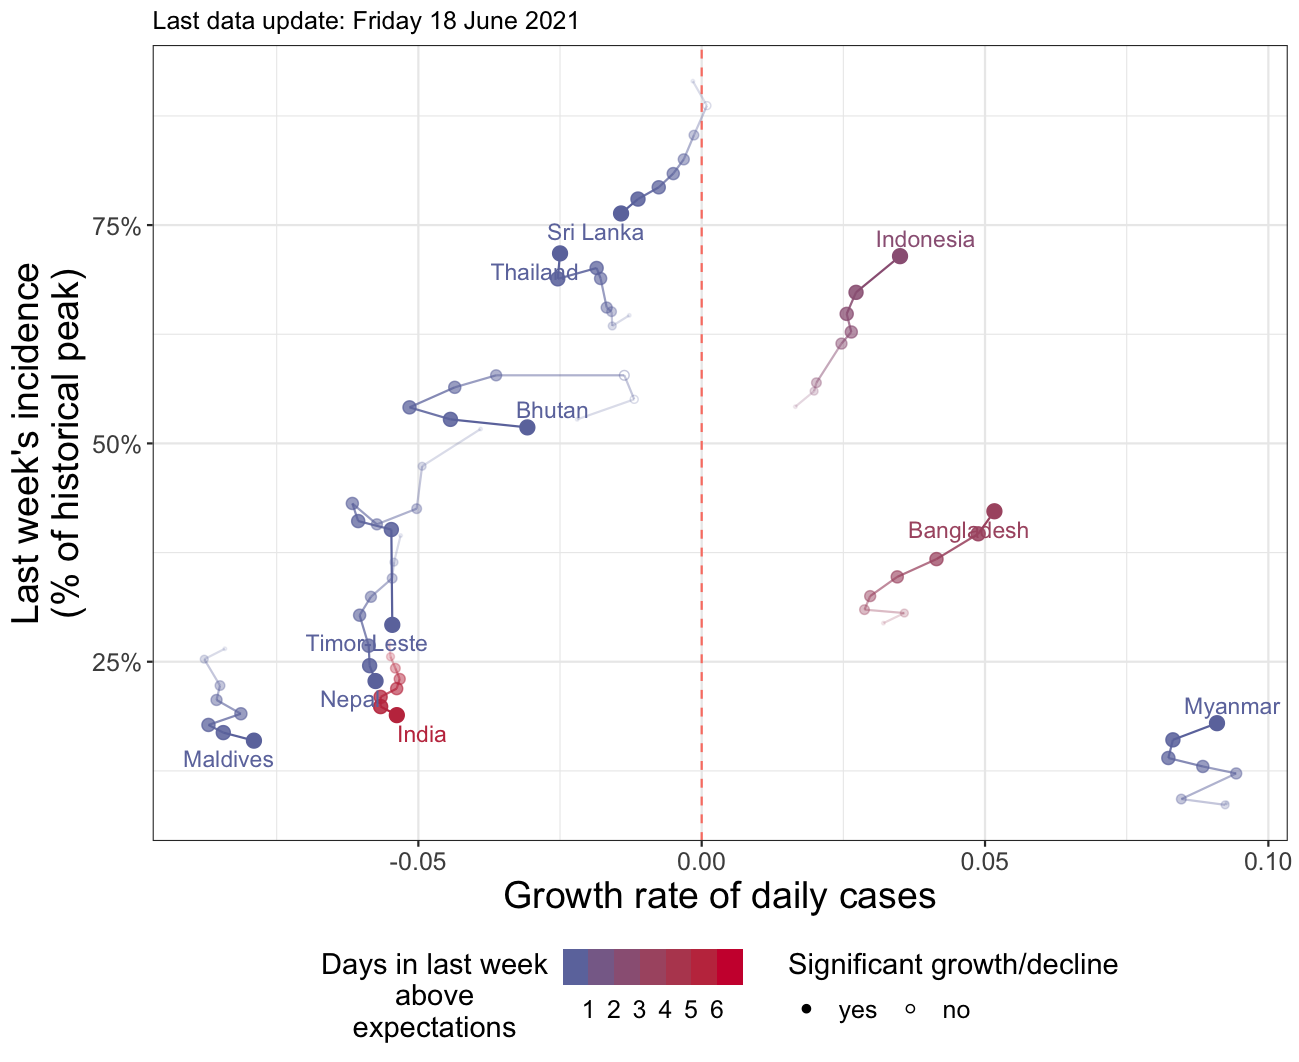 Last data update: Friday 18 June 2021
Last week's incidence
(% of historical peak)
75%
50%
25%
Sri Lanka
Thailand
Indonesia
Bhutan
Bangladesh
Timor Leste
Nepal
India
Maldives
Myanmar
-0.05
0.00
0.05
0.10
Growth rate of daily cases
Days in last week
above
expectations
1 2 3 4 5 6
Significant growth/decline
yes
no